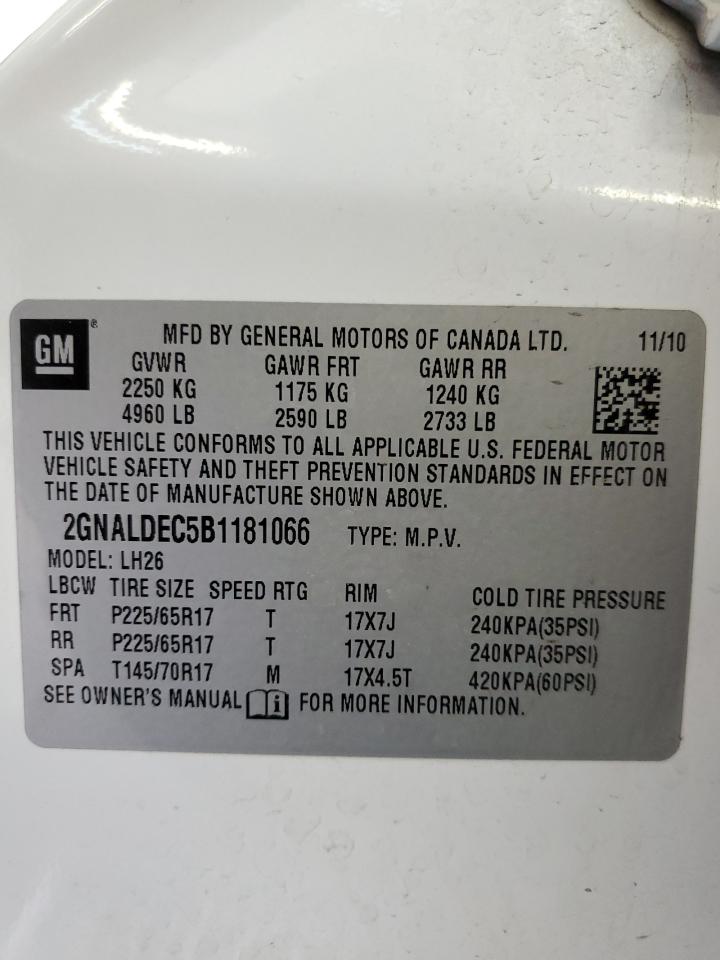 GM ® MFD BY GENERAL MOTORS OF CANADA LTD. 11/10
GVWR GAWR FRT GAWR RR
2250 KG 1175 KG 1240 KG
4960 LB 2590 LB 2733 LB
THIS VEHICLE CONFORMS TO ALL APPLICABLE U.S. FEDERAL MOTOR
VEHICLE SAFETY AND THEFT PREVENTION STANDARDS IN EFFECT ON
THE DATE OF MANUFACTURE SHOWN ABOVE.
2GNALDEC5B1181066 TYPE: M.P.V.
MODEL: LH26
LBCW TIRE SIZE SPEED RTG RIM COLD TIRE PRESSURE
FRT P225/65R17 T 17X7J 240KPA(35PSI)
RR P225/65R17 T 17X7J 240KPA(35PSI)
SPA T145/70R17 M 17X4.5T 420KPA(60PSI)
SEE OWNER'S MANUAL i FOR MORE INFORMATION.